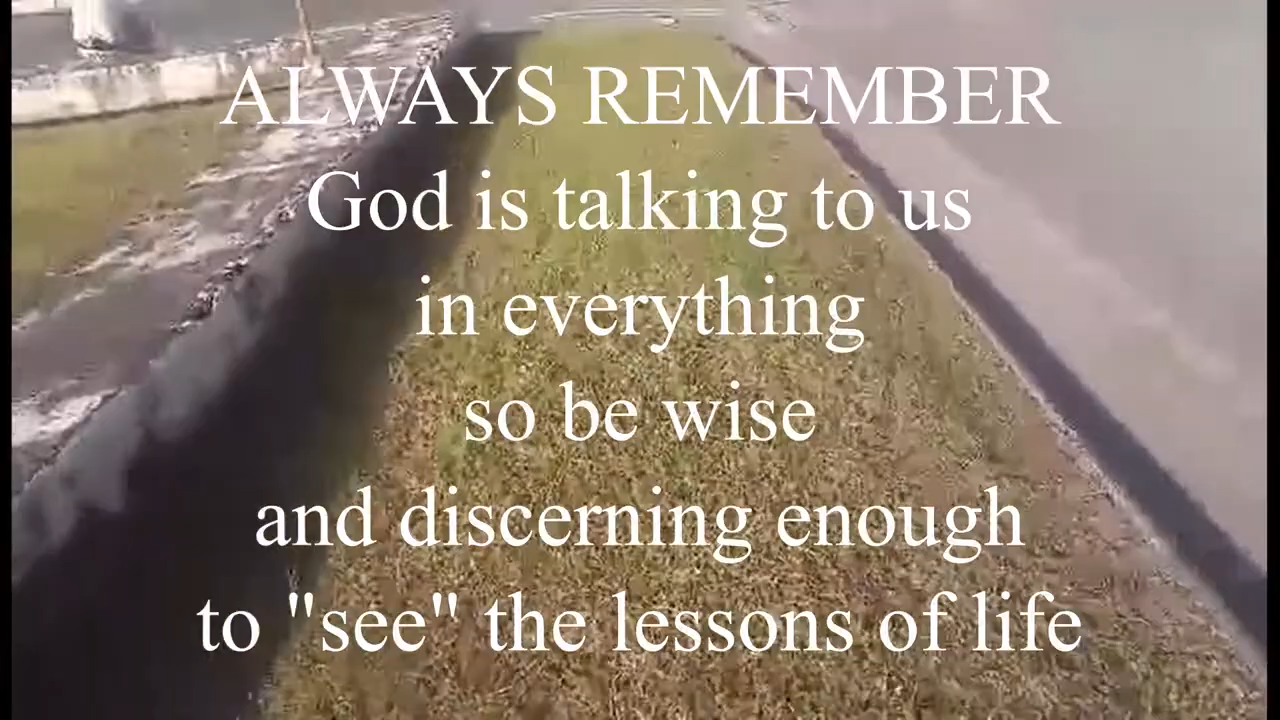 ALWAYS REMEMBER
God is talking to us
in everything
so be wise
and discerning enough
to "see" the lessons of life